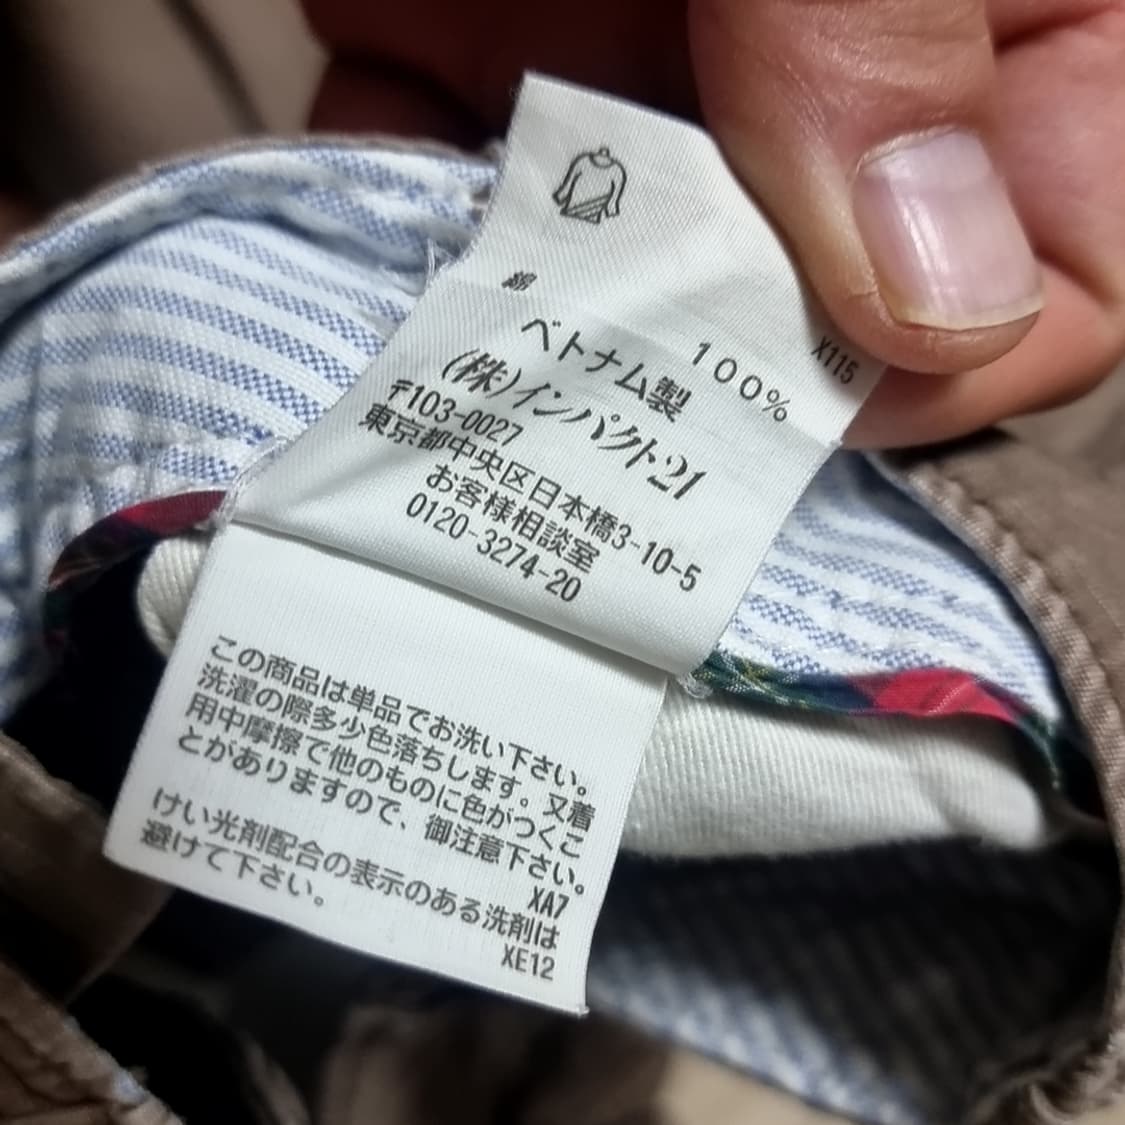 綿 100%
X115
ベトナム製
(株)インパクト21
〒103-0027
東京都中央区日本橋3-10-5
お客様相談室
0120-3274-20
この商品は単品でお洗い下さい。
洗濯の際多少色落ちします。又着
用中摩擦で他のものに色がつくこ
とがありますので、御注意下さい。
XA7
けい光剤配合の表示のある洗剤は
避けて下さい。
XE12